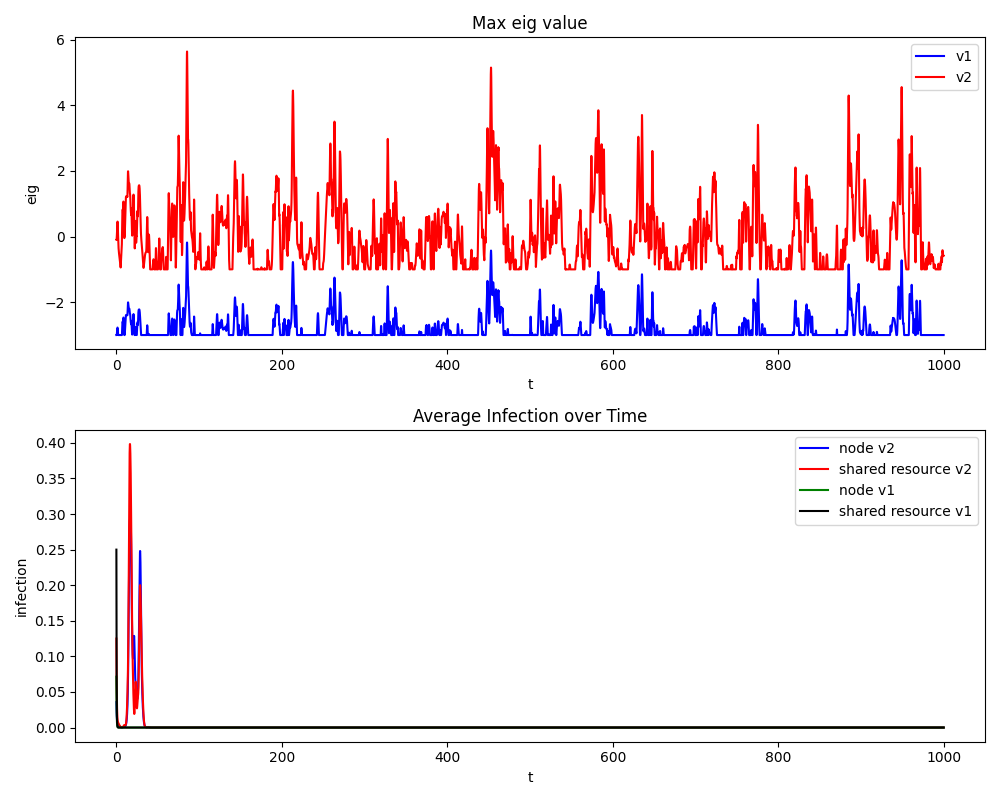 Max eig value
6
4
2
0
−2
eig
v1
v2
0
200
400
600
800
1000
t
Average Infection over Time
0.40
0.35
0.30
0.25
0.20
0.15
0.10
0.05
0.00
infection
node v2
shared resource v2
node v1
shared resource v1
0
200
400
600
800
1000
t